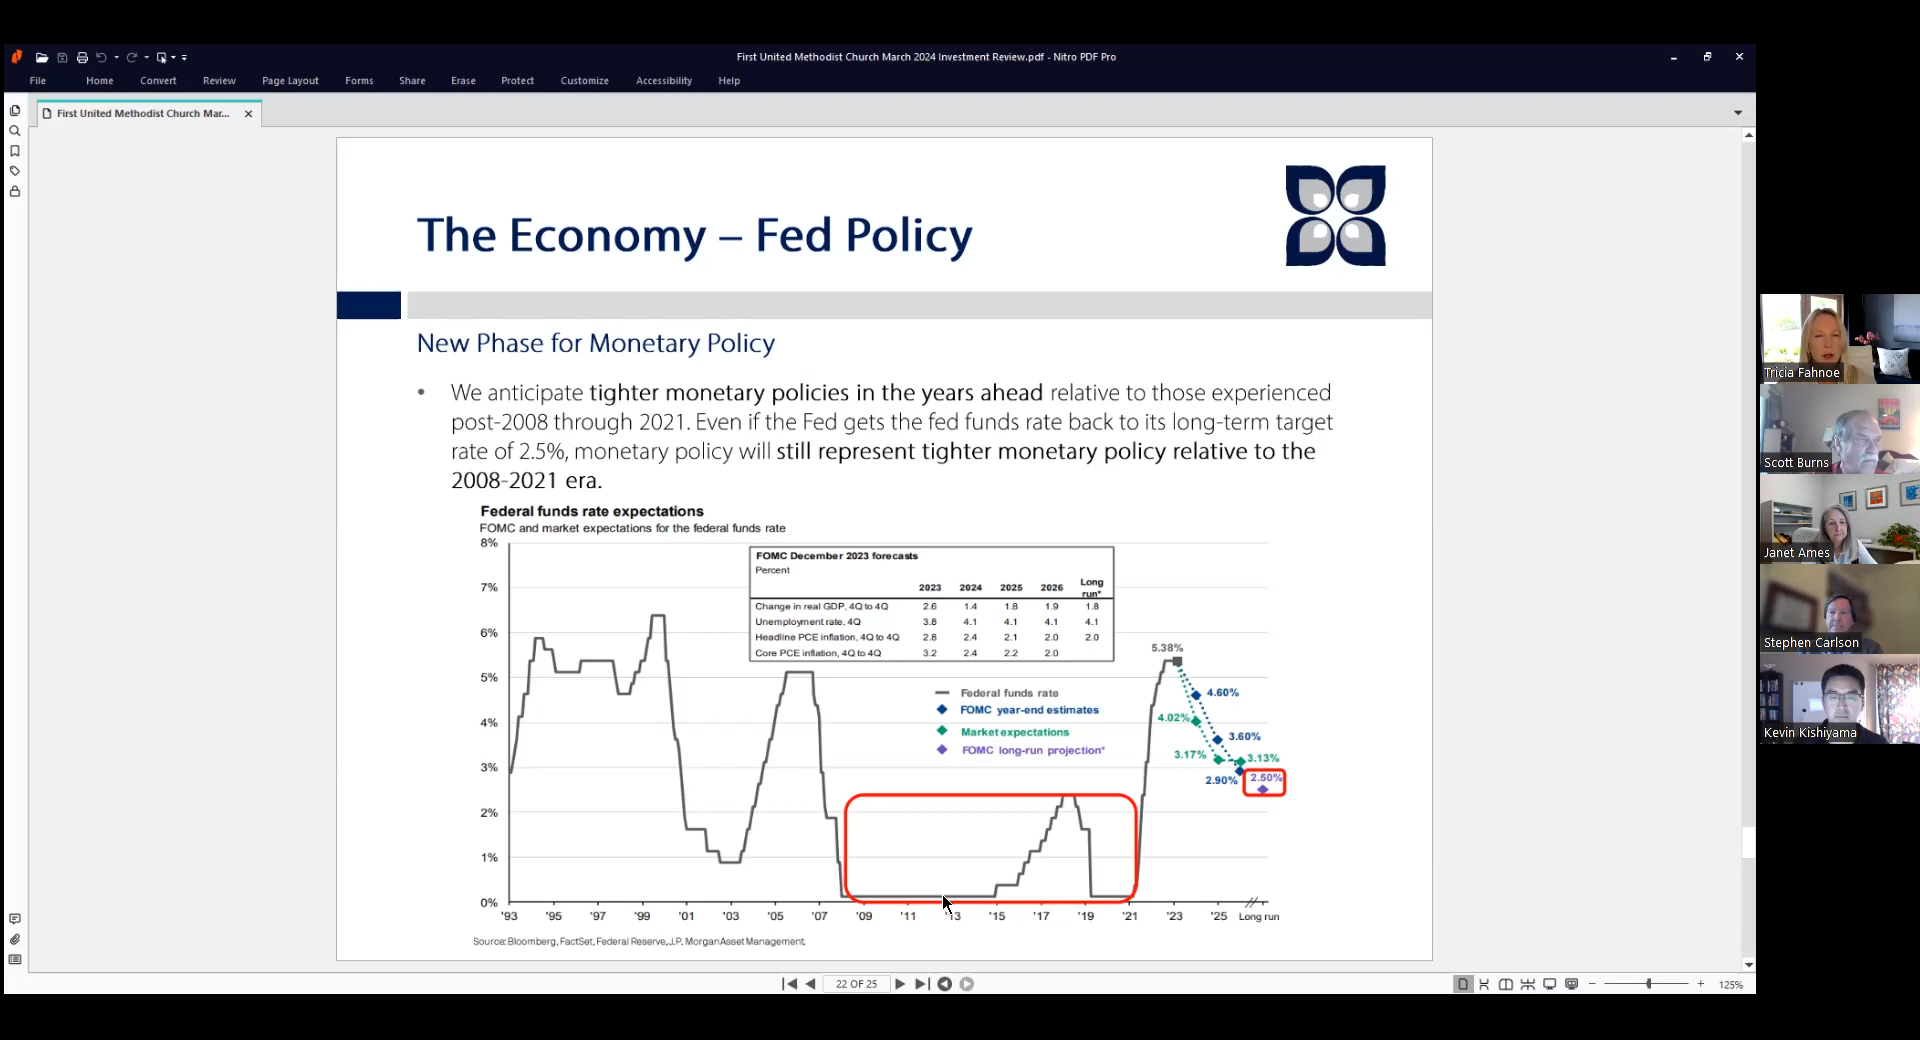 First United Methodist Church March 2024 Investment Review.pdf - Nitro PDF Pro
File Home Convert Review Page Layout Forms Share Erase Protect Customize Accessibility Help
First United Methodist Church Mar...
The Economy – Fed Policy
New Phase for Monetary Policy
• We anticipate tighter monetary policies in the years ahead relative to those experienced
post-2008 through 2021. Even if the Fed gets the fed funds rate back to its long-term target
rate of 2.5%, monetary policy will still represent tighter monetary policy relative to the
2008-2021 era.
Federal funds rate expectations
FOMC and market expectations for the federal funds rate
8%
7%
6%
5%
4%
3%
2%
1%
0%
FOMC December 2023 forecasts
Percent
2023 2024 2025 2026 Long run*
Change in real GDP, 4Q to 4Q 2.6 1.4 1.8 1.9 1.8
Unemployment rate, 4Q 3.8 4.1 4.1 4.1 4.1
Headline PCE inflation, 4Q to 4Q 2.8 2.4 2.1 2.0 2.0
Core PCE inflation, 4Q to 4Q 3.2 2.4 2.2 2.0
Federal funds rate
FOMC year-end estimates
Market expectations
FOMC long-run projection*
5.38%
4.60%
4.02%
3.60%
3.17%
3.13%
2.90%
2.50%
'93 '95 '97 '99 '01 '03 '05 '07 '09 '11 '13 '15 '17 '19 '21 '23 '25 Long run
Source: Bloomberg, FactSet, Federal Reserve, J.P. Morgan Asset Management.
22 OF 25
125%
Tricia Fahnoe
Scott Burns
Janet Ames
Stephen Carlson
Kevin Kishiyama